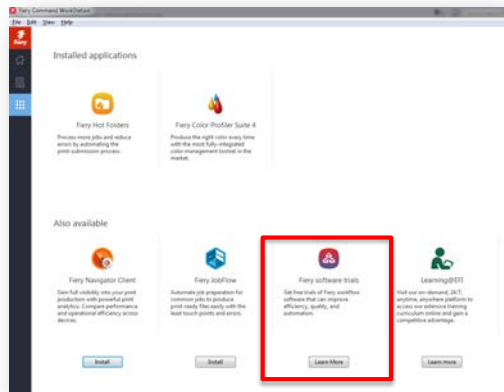 Fiery Command WorkStation
File Edit View Help
Fiery
Installed applications
Fiery Hot Folders
Process more jobs and reduce
errors by automating the
print submission process.
Fiery Color Profiler Suite 4
Produce the right color every time
with the most fully-integrated
color management toolset in the
market.
Also available
Fiery Navigator Client
Gain full visibility into your print
production with powerful print
analytics. Compare performance
and operational efficiency across
devices.
Install
Fiery JobFlow
Automate job preparation for
common jobs to produce
print ready files easily with the
least touch points and errors.
Install
Fiery software trials
Get free trials of Fiery workflow
software that can improve
efficiency, quality, and
automation.
Learn More
Learning@EFI
Visit our on-demand, 24/7,
anytime, anywhere platform to
access our extensive training
curriculum online and gain a
competitive advantage.
Learn more